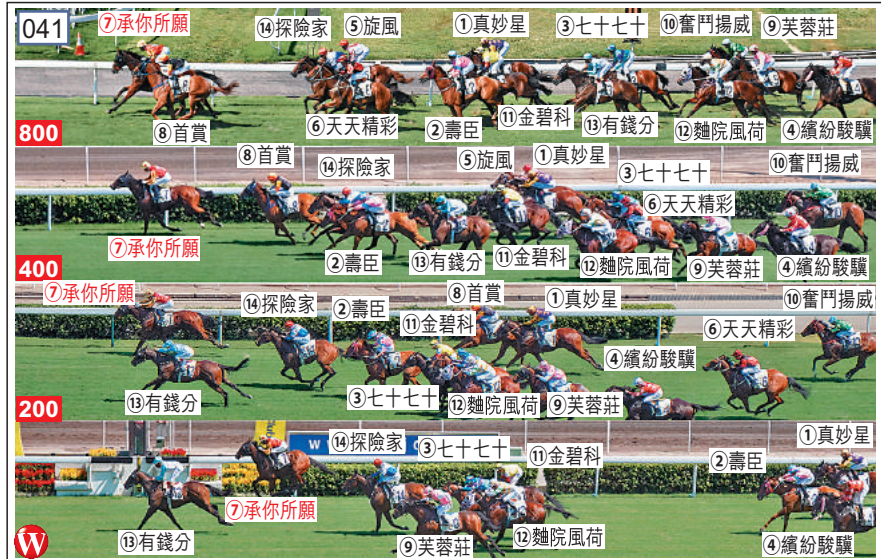 041
⑦承你所願 ⑭探險家 ⑤旋風 ①真妙星 ③七十七十 ⑩奮鬥揚威 ⑨芙蓉莊
800 ⑧首賞 ⑥天天精彩 ②壽臣 ⑪金碧科 ⑬有錢分 ⑫麯院風荷 ④繽紛駿驥
⑧首賞 ⑭探險家 ⑤旋風 ①真妙星 ③七十七十 ⑩奮鬥揚威
⑥天天精彩
400 ⑦承你所願 ②壽臣 ⑬有錢分 ⑪金碧科 ⑫麯院風荷 ⑨芙蓉莊 ④繽紛駿驥
⑦承你所願 ⑭探險家 ②壽臣 ⑧首賞 ①真妙星 ⑩奮鬥揚威
⑪金碧科 ⑥天天精彩
④繽紛駿驥
200 ⑬有錢分 ③七十七十 ⑫麯院風荷 ⑨芙蓉莊
⑭探險家 ③七十七十 ⑪金碧科 ②壽臣 ①真妙星
W ⑬有錢分 ⑦承你所願 ⑨芙蓉莊 ⑫麯院風荷 ④繽紛駿驥